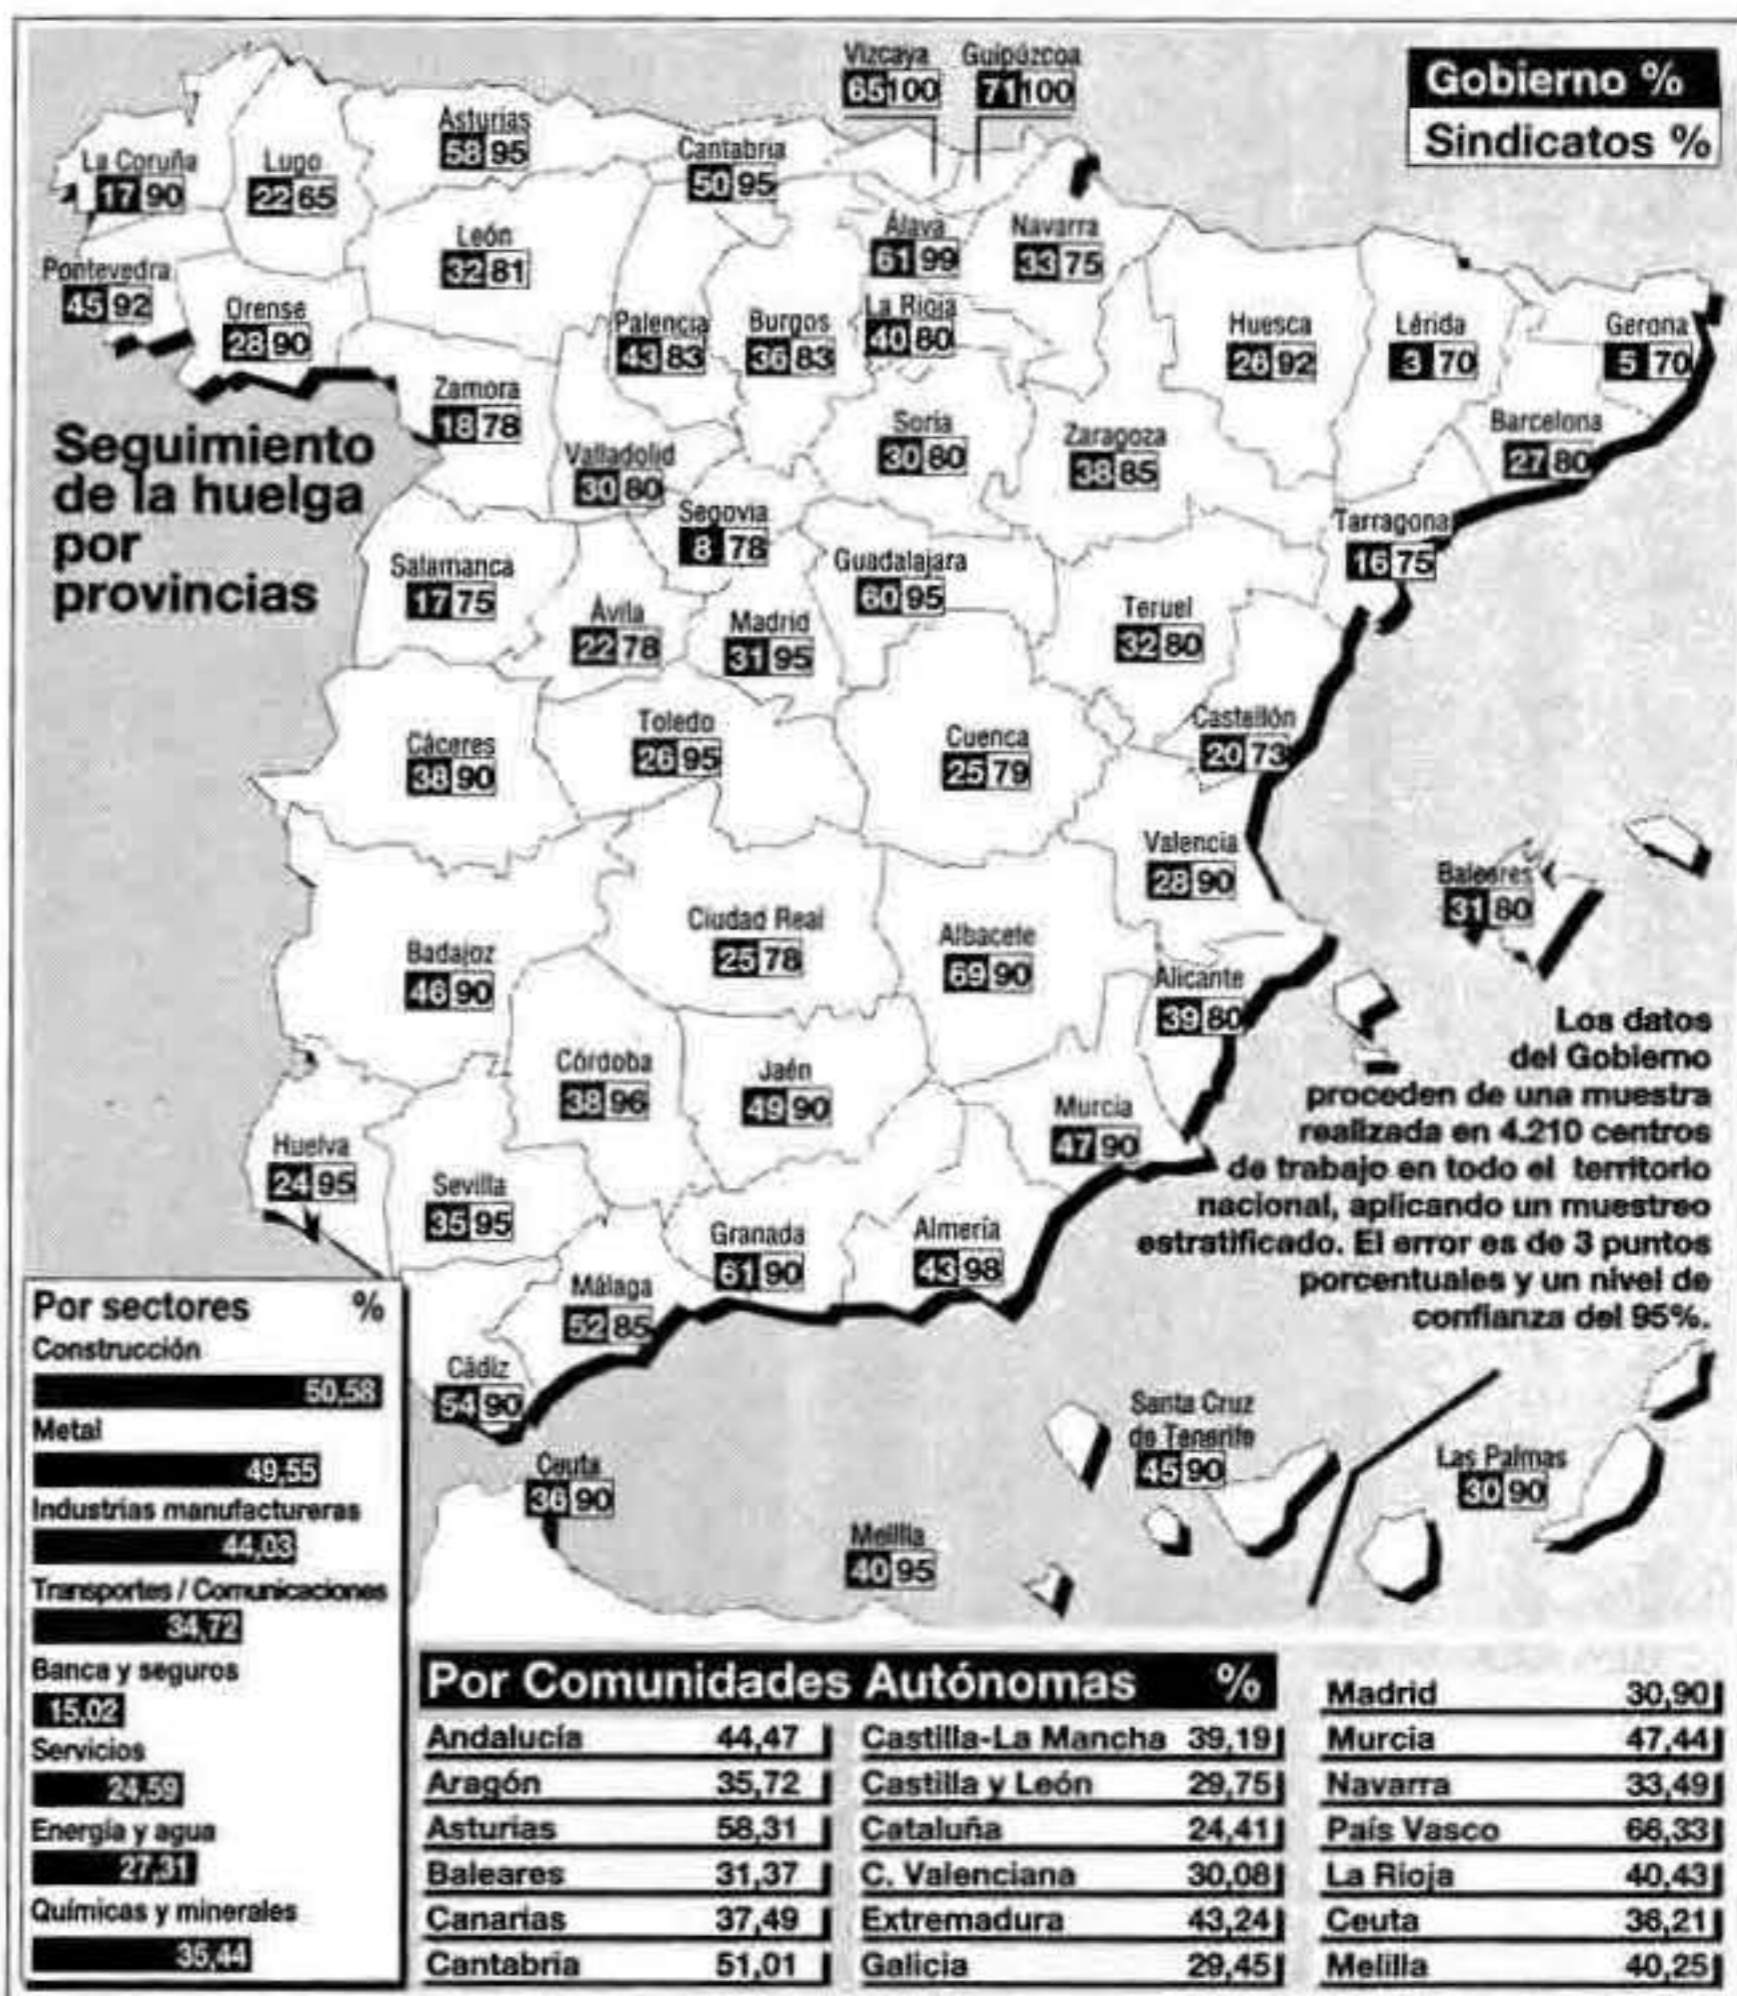 Gobierno %
Sindicatos %
Vizcaya
65 100
Guipúzcoa
71 100
Asturias
58 95
Cantabria
50 95
La Coruña
17 90
Lugo
22 65
León
32 81
Álava
61 99
Navarra
33 75
Pontevedra
45 92
Orense
28 90
Palencia
43 83
Burgos
36 83
La Rioja
40 80
Huesca
26 92
Lérida
3 70
Gerona
5 70
Zamora
18 78
Soria
30 80
Zaragoza
38 85
Barcelona
27 80
Seguimiento
de la huelga
por
provincias
Valladolid
30 80
Segovia
8 78
Tarragona
16 75
Salamanca
17 75
Guadalajara
60 95
Ávila
22 78
Madrid
31 95
Teruel
32 80
Cáceres
38 90
Toledo
26 95
Cuenca
25 79
Castellón
20 73
Valencia
28 90
Baleares
31 80
Badajoz
46 90
Ciudad Real
25 78
Albacete
69 90
Alicante
39 80
Córdoba
38 96
Jaén
49 90
Murcia
47 90
Huelva
24 95
Sevilla
35 95
Granada
61 90
Almería
43 98
Málaga
52 85
Cádiz
54 90
Ceuta
36 90
Melilla
40 95
Santa Cruz
de Tenerife
45 90
Las Palmas
30 90
Los datos
del Gobierno
proceden de una muestra
realizada en 4.210 centros
de trabajo en todo el territorio
nacional, aplicando un muestreo
estratificado. El error es de 3 puntos
porcentuales y un nivel de
confianza del 95%.
Por sectores %
Construcción
50,58
Metal
49,55
Industrias manufactureras
44,03
Transportes / Comunicaciones
34,72
Banca y seguros
15,02
Servicios
24,59
Energía y agua
27,31
Químicas y minerales
35,44
Por Comunidades Autónomas %
Andalucía 44,47
Aragón 35,72
Asturias 58,31
Baleares 31,37
Canarias 37,49
Cantabria 51,01
Castilla-La Mancha 39,19
Castilla y León 29,75
Cataluña 24,41
C. Valenciana 30,08
Extremadura 43,24
Galicia 29,45
Madrid 30,90
Murcia 47,44
Navarra 33,49
País Vasco 66,33
La Rioja 40,43
Ceuta 36,21
Melilla 40,25